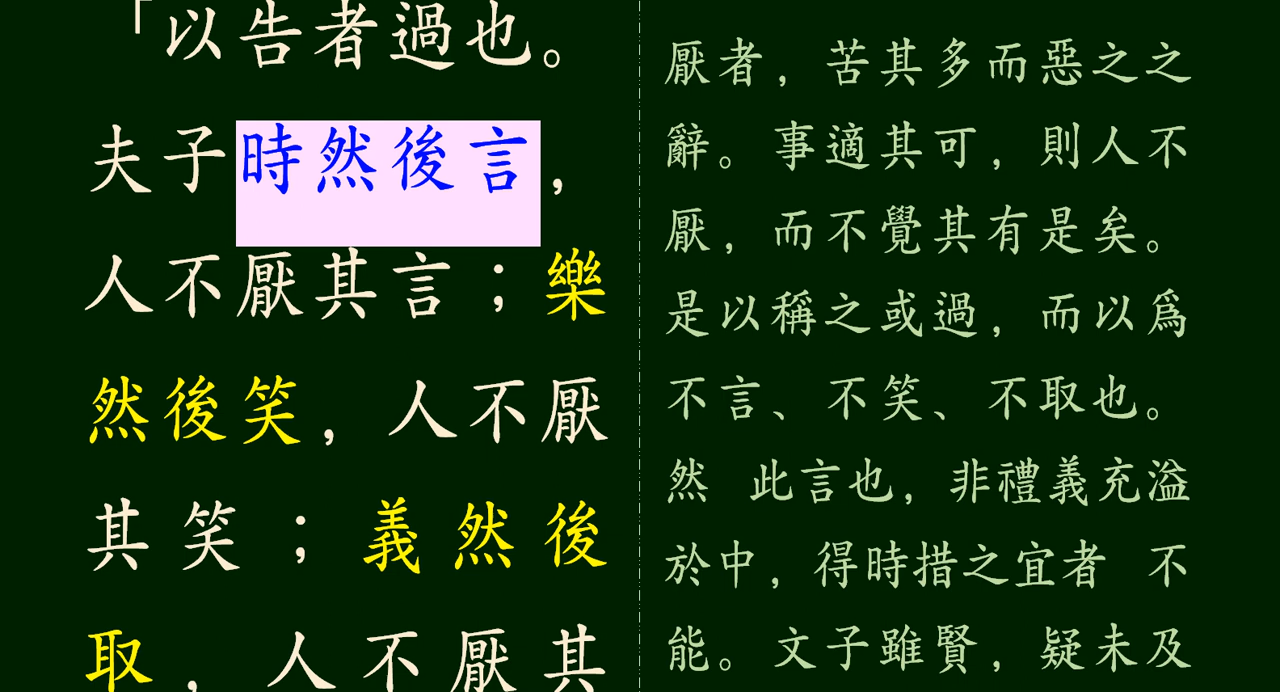 「以告者過也。
夫子時然後言，
人不厭其言；樂
然後笑，人不厭
其笑；義然後
取，人不厭其
厭者，苦其多而惡之之
辭。事適其可，則人不
厭，而不覺其有是矣。
是以稱之或過，而以爲
不言、不笑、不取也。
然 此言也，非禮義充溢
於中，得時措之宜者 不
能。文子雖賢，疑未及